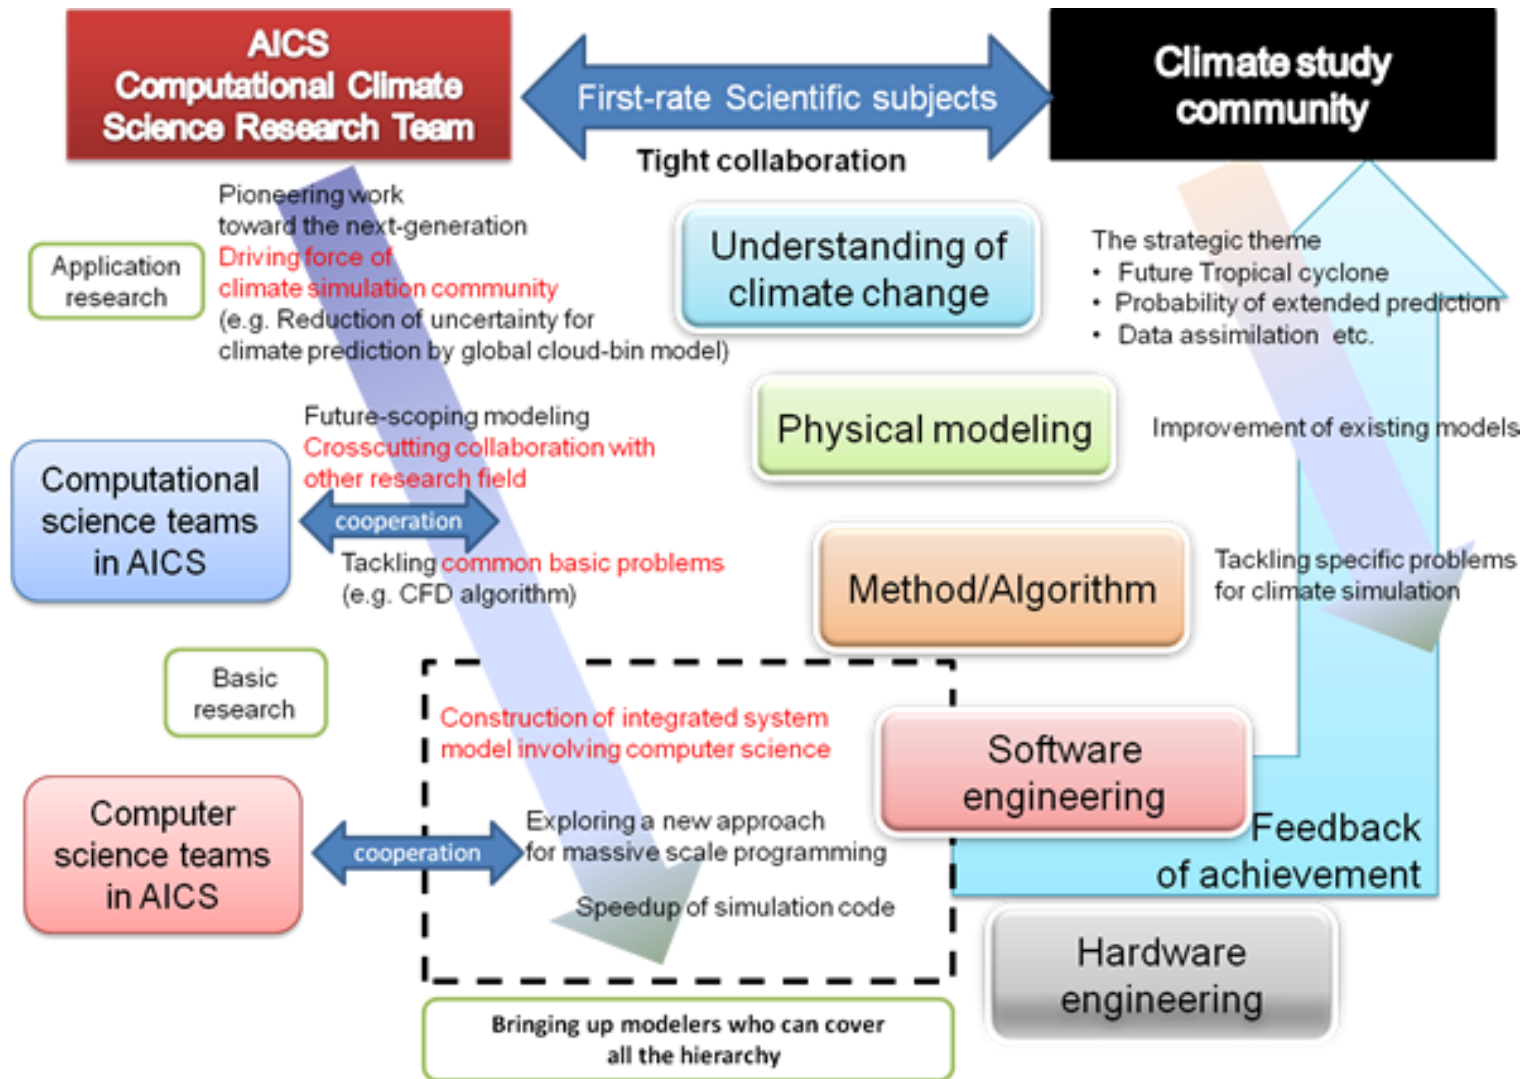 AICS
Computational Climate
Science Research Team
First-rate Scientific subjects
Tight collaboration
Climate study
community
Pioneering work
toward the next-generation
Driving force of
climate simulation community
(e.g. Reduction of uncertainty for
climate prediction by global cloud-bin model)
Application
research
Understanding of
climate change
The strategic theme
• Future Tropical cyclone
• Probability of extended prediction
• Data assimilation etc.
Future-scoping modeling
Crosscutting collaboration with
other research field
Physical modeling
Improvement of existing models
Computational
science teams
in AICS
cooperation
Tackling common basic problems
(e.g. CFD algorithm)
Method/Algorithm
Tackling specific problems
for climate simulation
Basic
research
Construction of integrated system
model involving computer science
Software
engineering
Computer
science teams
in AICS
cooperation
Exploring a new approach
for massive scale programming
Speedup of simulation code
Feedback
of achievement
Hardware
engineering
Bringing up modelers who can cover
all the hierarchy